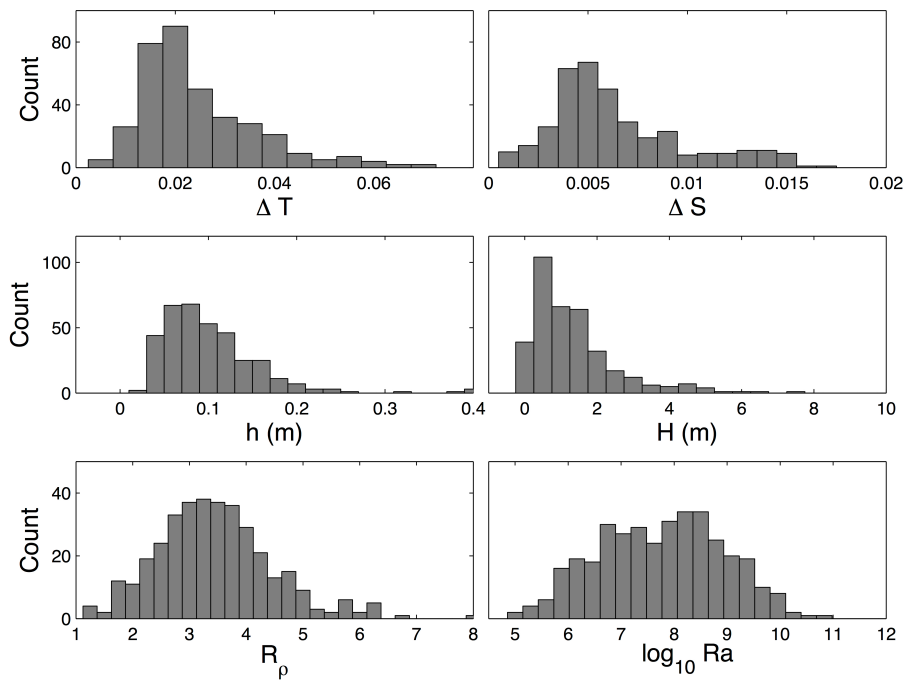 Count
80
40
0
0 0.02 0.04 0.06
Δ T
0 0.005 0.01 0.015 0.02
Δ S
Count
100
50
0
0 0.1 0.2 0.3 0.4
h (m)
0 2 4 6 8 10
H (m)
Count
40
20
0
1 2 3 4 5 6 7 8
Rρ
5 6 7 8 9 10 11 12
log10 Ra